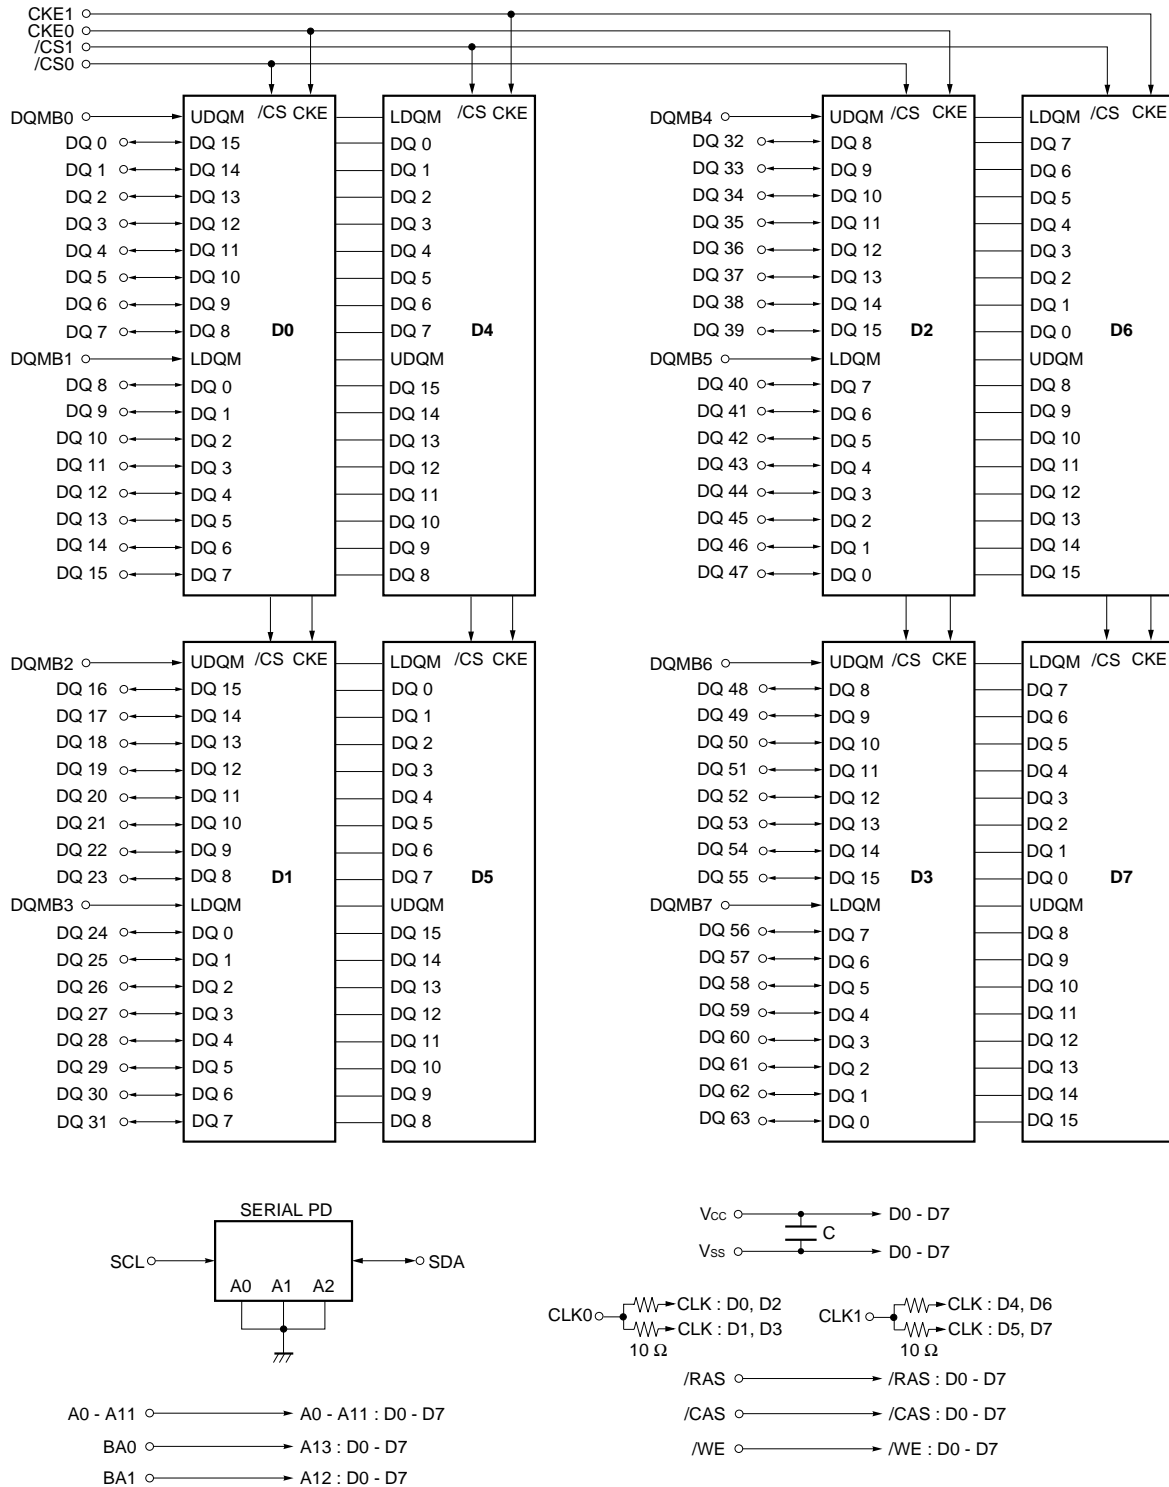 CKE1
CKE0
/CS1
/CS0
DQMB0 UDQM /CS CKE LDQM /CS CKE DQMB4 UDQM /CS CKE LDQM /CS CKE
DQ 0 DQ 15 DQ 0 DQ 32 DQ 8 DQ 7
DQ 1 DQ 14 DQ 1 DQ 33 DQ 9 DQ 6
DQ 2 DQ 13 DQ 2 DQ 34 DQ 10 DQ 5
DQ 3 DQ 12 DQ 3 DQ 35 DQ 11 DQ 4
DQ 4 DQ 11 DQ 4 DQ 36 DQ 12 DQ 3
DQ 5 DQ 10 DQ 5 DQ 37 DQ 13 DQ 2
DQ 6 DQ 9 DQ 6 DQ 38 DQ 14 DQ 1
DQ 7 DQ 8 D0 DQ 7 D4 DQ 39 DQ 15 D2 DQ 0 D6
DQMB1 LDQM UDQM DQMB5 LDQM UDQM
DQ 8 DQ 0 DQ 15 DQ 40 DQ 7 DQ 8
DQ 9 DQ 1 DQ 14 DQ 41 DQ 6 DQ 9
DQ 10 DQ 2 DQ 13 DQ 42 DQ 5 DQ 10
DQ 11 DQ 3 DQ 12 DQ 43 DQ 4 DQ 11
DQ 12 DQ 4 DQ 11 DQ 44 DQ 3 DQ 12
DQ 13 DQ 5 DQ 10 DQ 45 DQ 2 DQ 13
DQ 14 DQ 6 DQ 9 DQ 46 DQ 1 DQ 14
DQ 15 DQ 7 DQ 8 DQ 47 DQ 0 DQ 15
DQMB2 UDQM /CS CKE LDQM /CS CKE DQMB6 UDQM /CS CKE LDQM /CS CKE
DQ 16 DQ 15 DQ 0 DQ 48 DQ 8 DQ 7
DQ 17 DQ 14 DQ 1 DQ 49 DQ 9 DQ 6
DQ 18 DQ 13 DQ 2 DQ 50 DQ 10 DQ 5
DQ 19 DQ 12 DQ 3 DQ 51 DQ 11 DQ 4
DQ 20 DQ 11 DQ 4 DQ 52 DQ 12 DQ 3
DQ 21 DQ 10 DQ 5 DQ 53 DQ 13 DQ 2
DQ 22 DQ 9 DQ 6 DQ 54 DQ 14 DQ 1
DQ 23 DQ 8 D1 DQ 7 D5 DQ 55 DQ 15 D3 DQ 0 D7
DQMB3 LDQM UDQM DQMB7 LDQM UDQM
DQ 24 DQ 0 DQ 15 DQ 56 DQ 7 DQ 8
DQ 25 DQ 1 DQ 14 DQ 57 DQ 6 DQ 9
DQ 26 DQ 2 DQ 13 DQ 58 DQ 5 DQ 10
DQ 27 DQ 3 DQ 12 DQ 59 DQ 4 DQ 11
DQ 28 DQ 4 DQ 11 DQ 60 DQ 3 DQ 12
DQ 29 DQ 5 DQ 10 DQ 61 DQ 2 DQ 13
DQ 30 DQ 6 DQ 9 DQ 62 DQ 1 DQ 14
DQ 31 DQ 7 DQ 8 DQ 63 DQ 0 DQ 15
SERIAL PD
SCL SDA
A0 A1 A2
Vcc D0 - D7
C
Vss D0 - D7
CLK0 CLK : D0, D2
CLK : D1, D3
10 Ω
CLK1 CLK : D4, D6
CLK : D5, D7
10 Ω
/RAS /RAS : D0 - D7
/CAS /CAS : D0 - D7
/WE /WE : D0 - D7
A0 - A11 A0 - A11 : D0 - D7
BA0 A13 : D0 - D7
BA1 A12 : D0 - D7